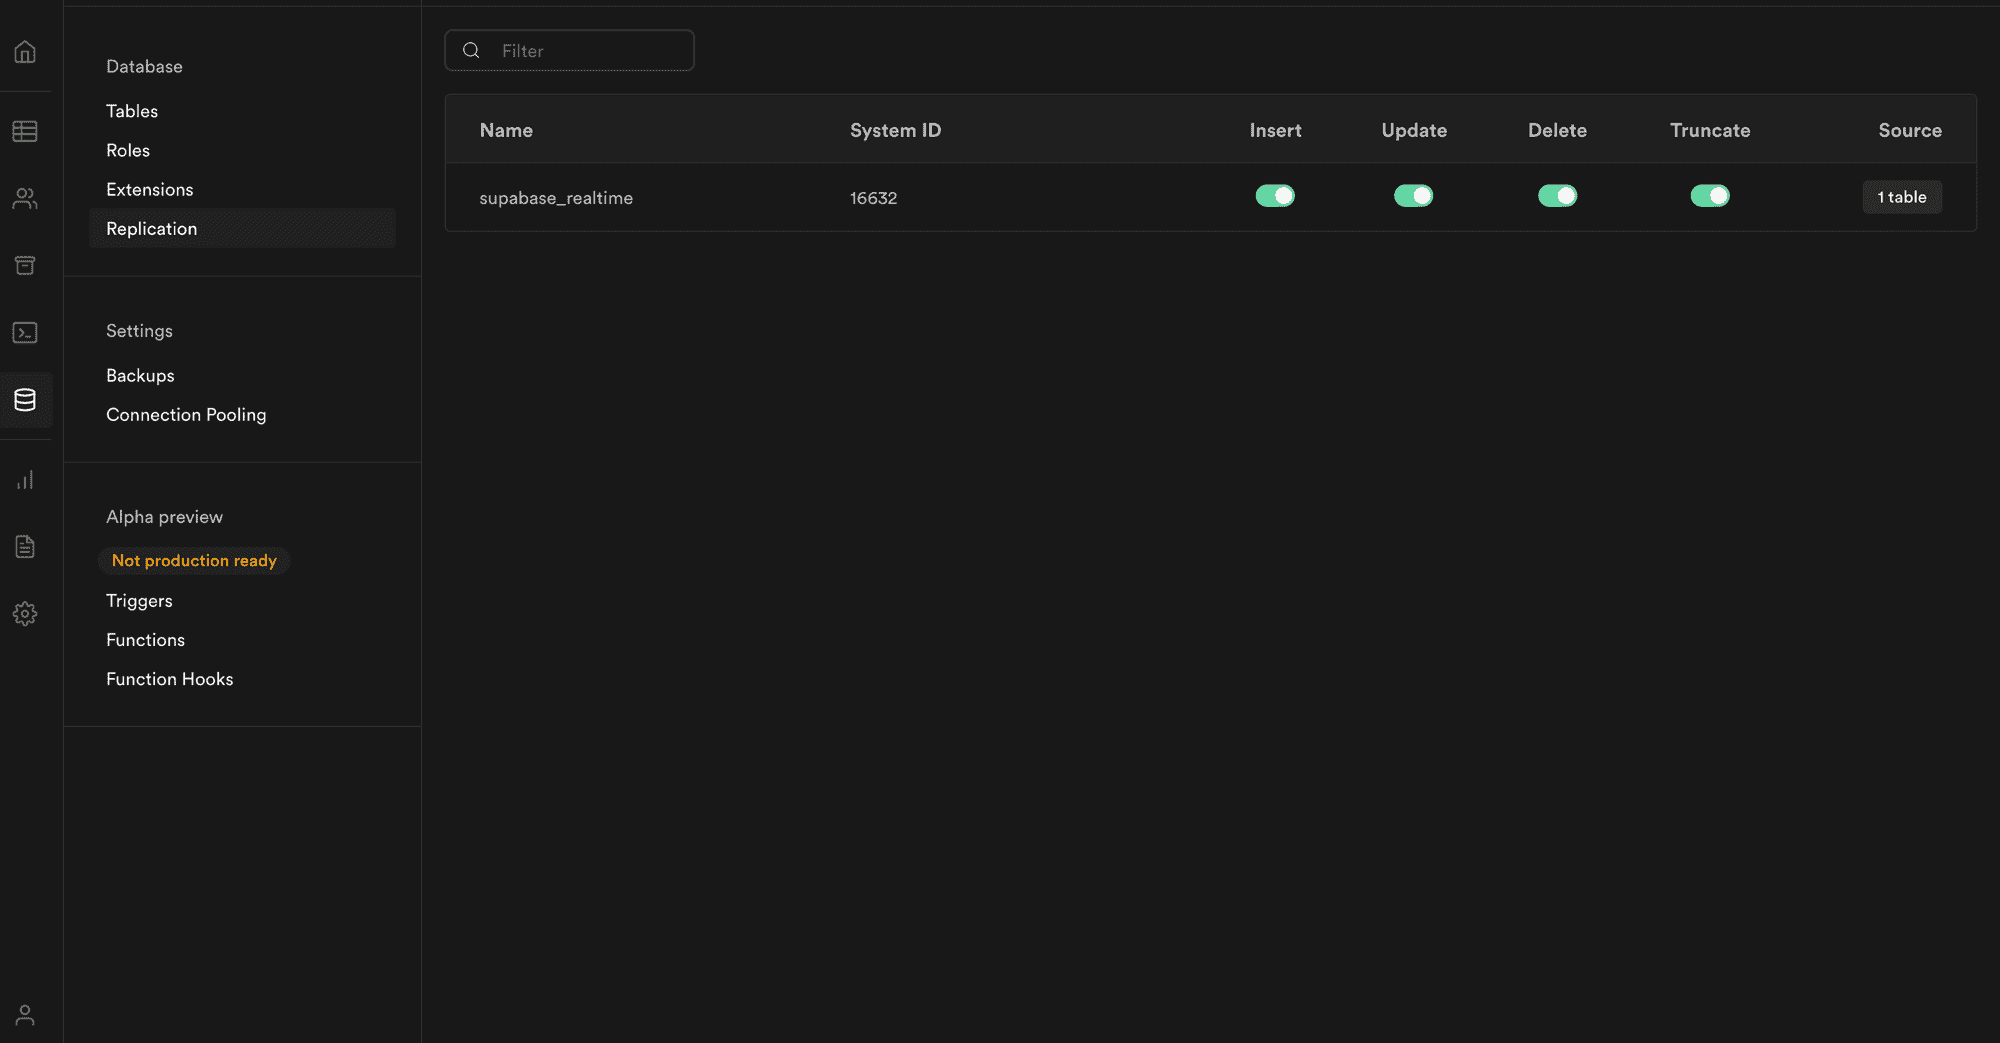 Database
Tables
Roles
Extensions
Replication
Settings
Backups
Connection Pooling
Alpha preview
Not production ready
Triggers
Functions
Function Hooks
Filter
Name System ID Insert Update Delete Truncate Source
supabase_realtime 16632 1 table